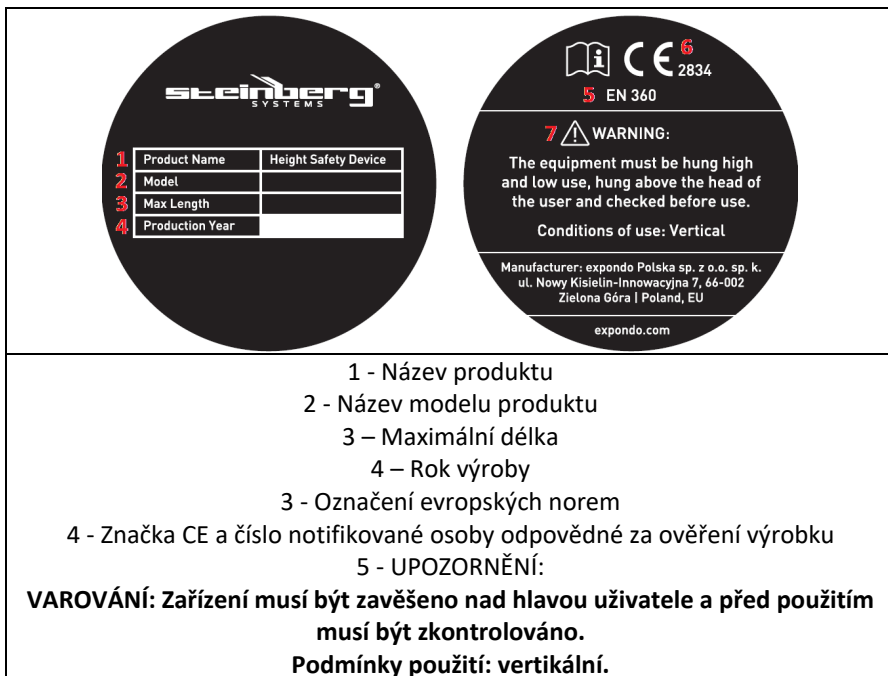 steinberg®
SYSTEMS
1 Product Name Height Safety Device
2 Model
3 Max Length
4 Production Year
6
CE 2834
5 EN 360
7 WARNING:
The equipment must be hung high
and low use, hung above the head of
the user and checked before use.
Conditions of use: Vertical
Manufacturer: expondo Polska sp. z o.o. sp. k.
ul. Nowy Kisielin-Innowacyjna 7, 66-002
Zielona Góra | Poland, EU
expondo.com
1 - Název produktu
2 - Název modelu produktu
3 – Maximální délka
4 – Rok výroby
3 - Označení evropských norem
4 - Značka CE a číslo notifikované osoby odpovědné za ověření výrobku
5 - UPOZORNĚNÍ:
VAROVÁNÍ: Zařízení musí být zavěšeno nad hlavou uživatele a před použitím
musí být zkontrolováno.
Podmínky použití: vertikální.